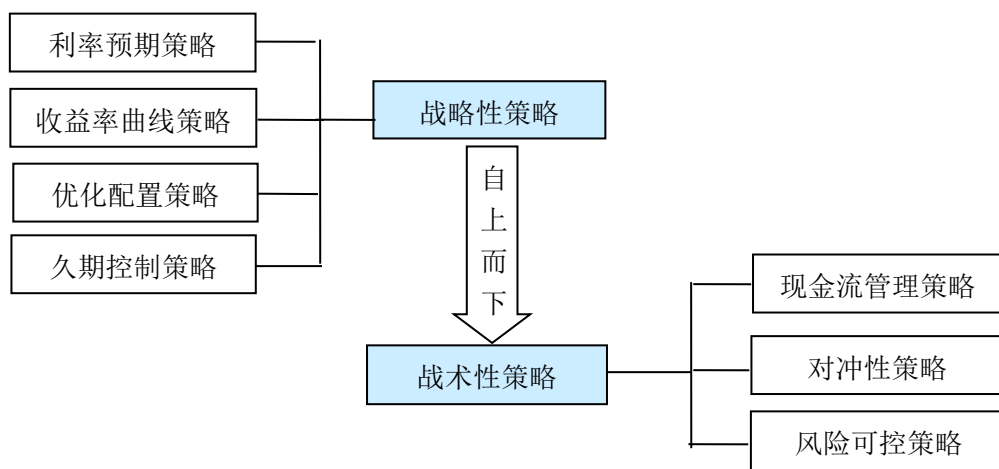 利率预期策略
收益率曲线策略
优化配置策略
久期控制策略
战略性策略
自
上
而
下
战术性策略
现金流管理策略
对冲性策略
风险可控策略